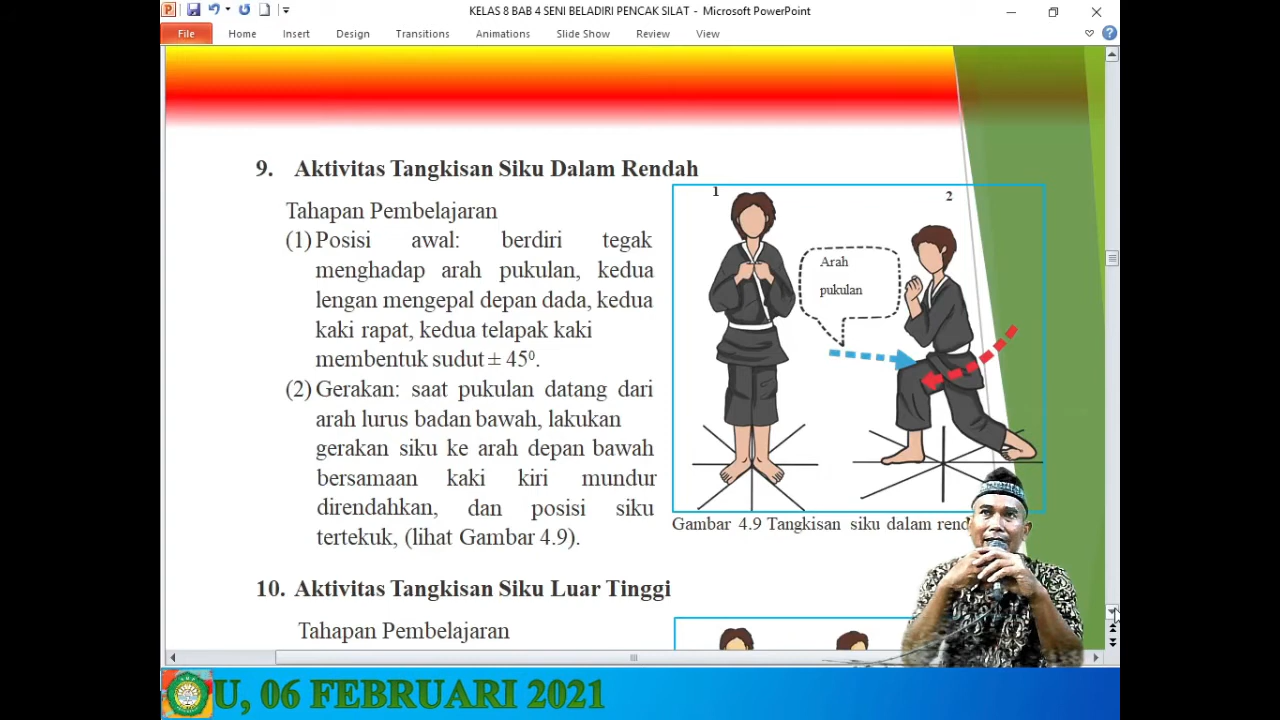 KELAS 8 BAB 4 SENI BELADIRI PENCAK SILAT - Microsoft PowerPoint
File Home Insert Design Transitions Animations Slide Show Review View
9. Aktivitas Tangkisan Siku Dalam Rendah
Tahapan Pembelajaran
(1) Posisi awal: berdiri tegak
menghadap arah pukulan, kedua
lengan mengepal depan dada, kedua
kaki rapat, kedua telapak kaki
membentuk sudut ± 45⁰.
(2) Gerakan: saat pukulan datang dari
arah lurus badan bawah, lakukan
gerakan siku ke arah depan bawah
bersamaan kaki kiri mundur
direndahkan, dan posisi siku
tertekuk, (lihat Gambar 4.9).
1
2
Arah
pukulan
Gambar 4.9 Tangkisan siku dalam rend
10. Aktivitas Tangkisan Siku Luar Tinggi
Tahapan Pembelajaran
U, 06 FEBRUARI 2021